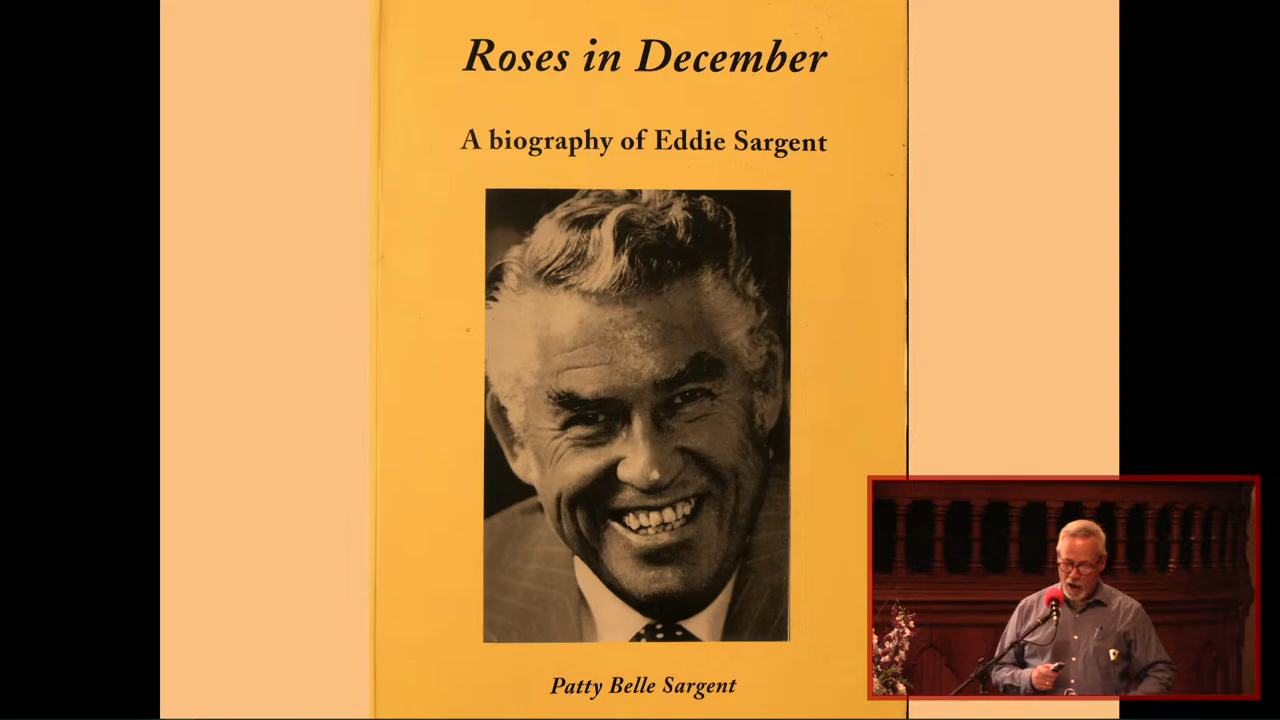 Roses in December
A biography of Eddie Sargent
Patty Belle Sargent